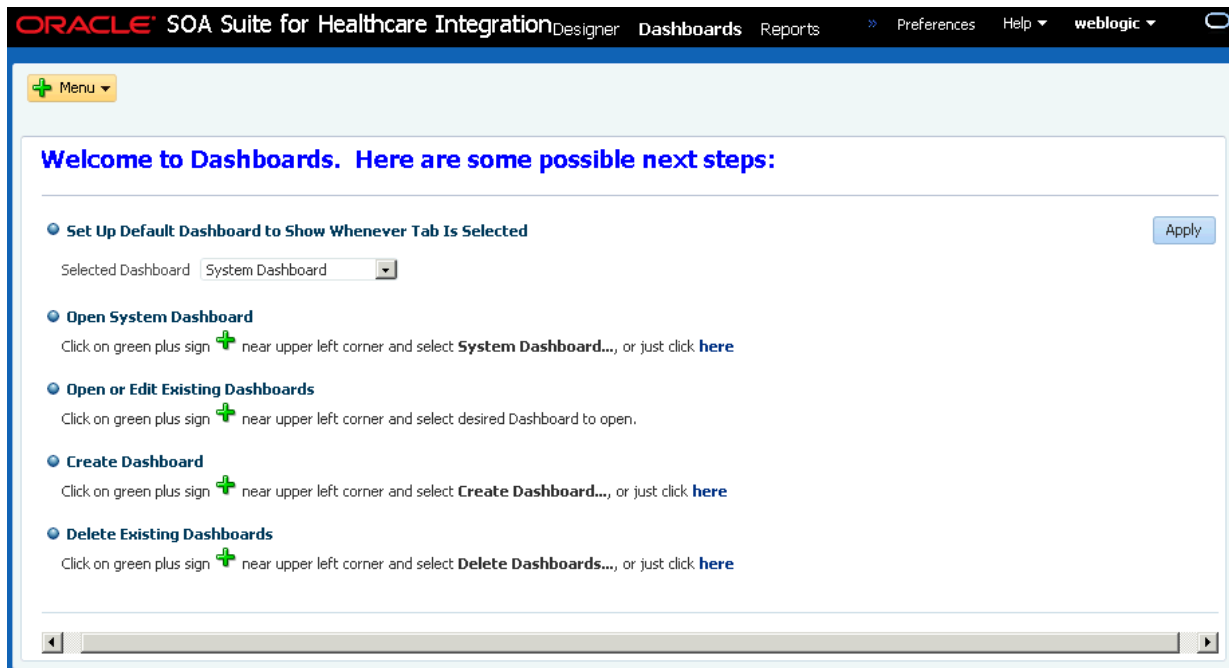 ORACLE SOA Suite for Healthcare Integration Designer Dashboards Reports » Preferences Help weblogic
Menu
Welcome to Dashboards. Here are some possible next steps:
Set Up Default Dashboard to Show Whenever Tab Is Selected Apply
Selected Dashboard System Dashboard
Open System Dashboard
Click on green plus sign near upper left corner and select System Dashboard..., or just click here
Open or Edit Existing Dashboards
Click on green plus sign near upper left corner and select desired Dashboard to open.
Create Dashboard
Click on green plus sign near upper left corner and select Create Dashboard..., or just click here
Delete Existing Dashboards
Click on green plus sign near upper left corner and select Delete Dashboards..., or just click here